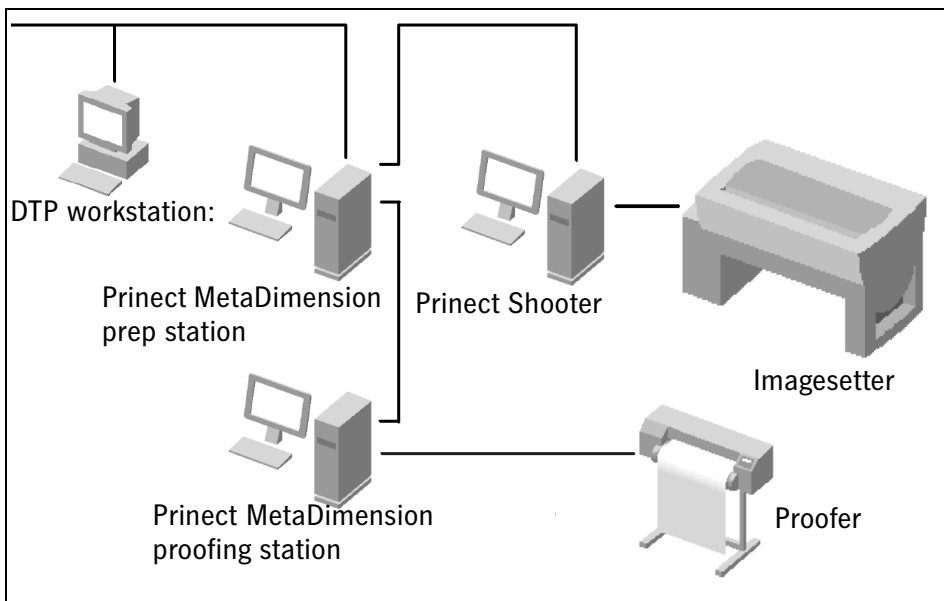 DTP workstation:
Prinect MetaDimension
prep station
Prinect Shooter
Imagesetter
Prinect MetaDimension
proofing station
Proofer